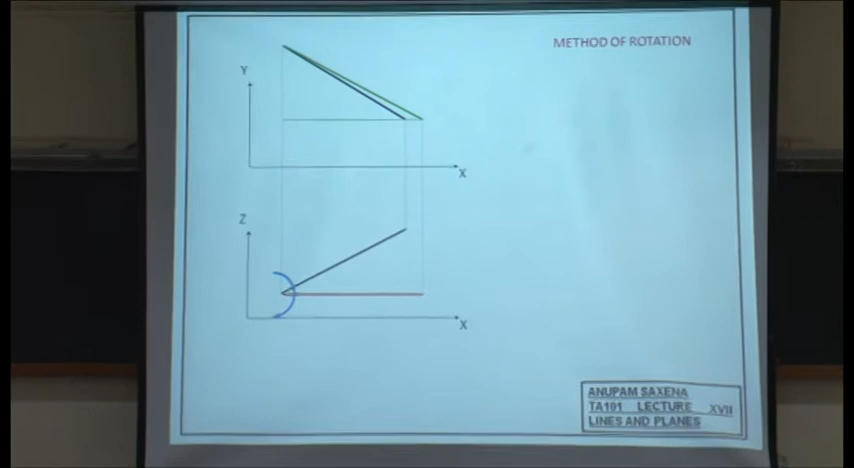 METHOD OF ROTATION
Y
X
Z
X
ANUPAM SAXENA
TA101 LECTURE XVII
LINES AND PLANES